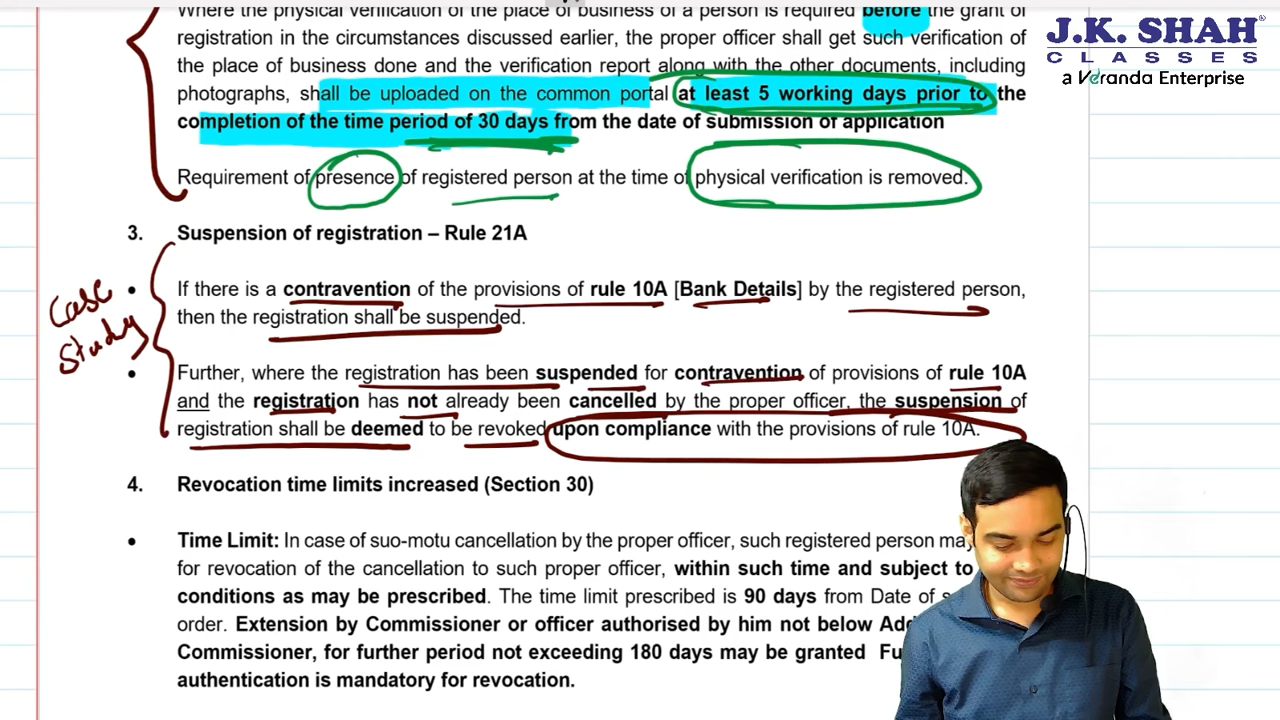 Where the physical verification of the place of business of a person is required before the grant of
registration in the circumstance discussed earlier, the proper officer shall get such verification of
the place of business done and the verification report along with the other documents, including
photographs, shall be uploaded on the common portal at least 5 working days prior to the
completion of the time period of 30 days from the date of submission of application
Requirement of presence of registered person at the time of physical verification is removed.
3. Suspension of registration – Rule 21A
• If there is a contravention of the provisions of rule 10A [Bank Details] by the registered person,
then the registration shall be suspended.
• Further, where the registration has been suspended for contravention of provisions of rule 10A
and the registration has not already been cancelled by the proper officer, the suspension of
registration shall be deemed to be revoked upon compliance with the provisions of rule 10A.
Case
Study
4. Revocation time limits increased (Section 30)
• Time Limit: In case of suo-motu cancellation by the proper officer, such registered person may
for revocation of the cancellation to such proper officer, within such time and subject to
conditions as may be prescribed. The time limit prescribed is 90 days from Date of
order. Extension by Commissioner or officer authorised by him not below
Commissioner, for further period not exceeding 180 days may be granted
authentication is mandatory for revocation.
J.K. SHAH
CLASSES
a Veranda Enterprise